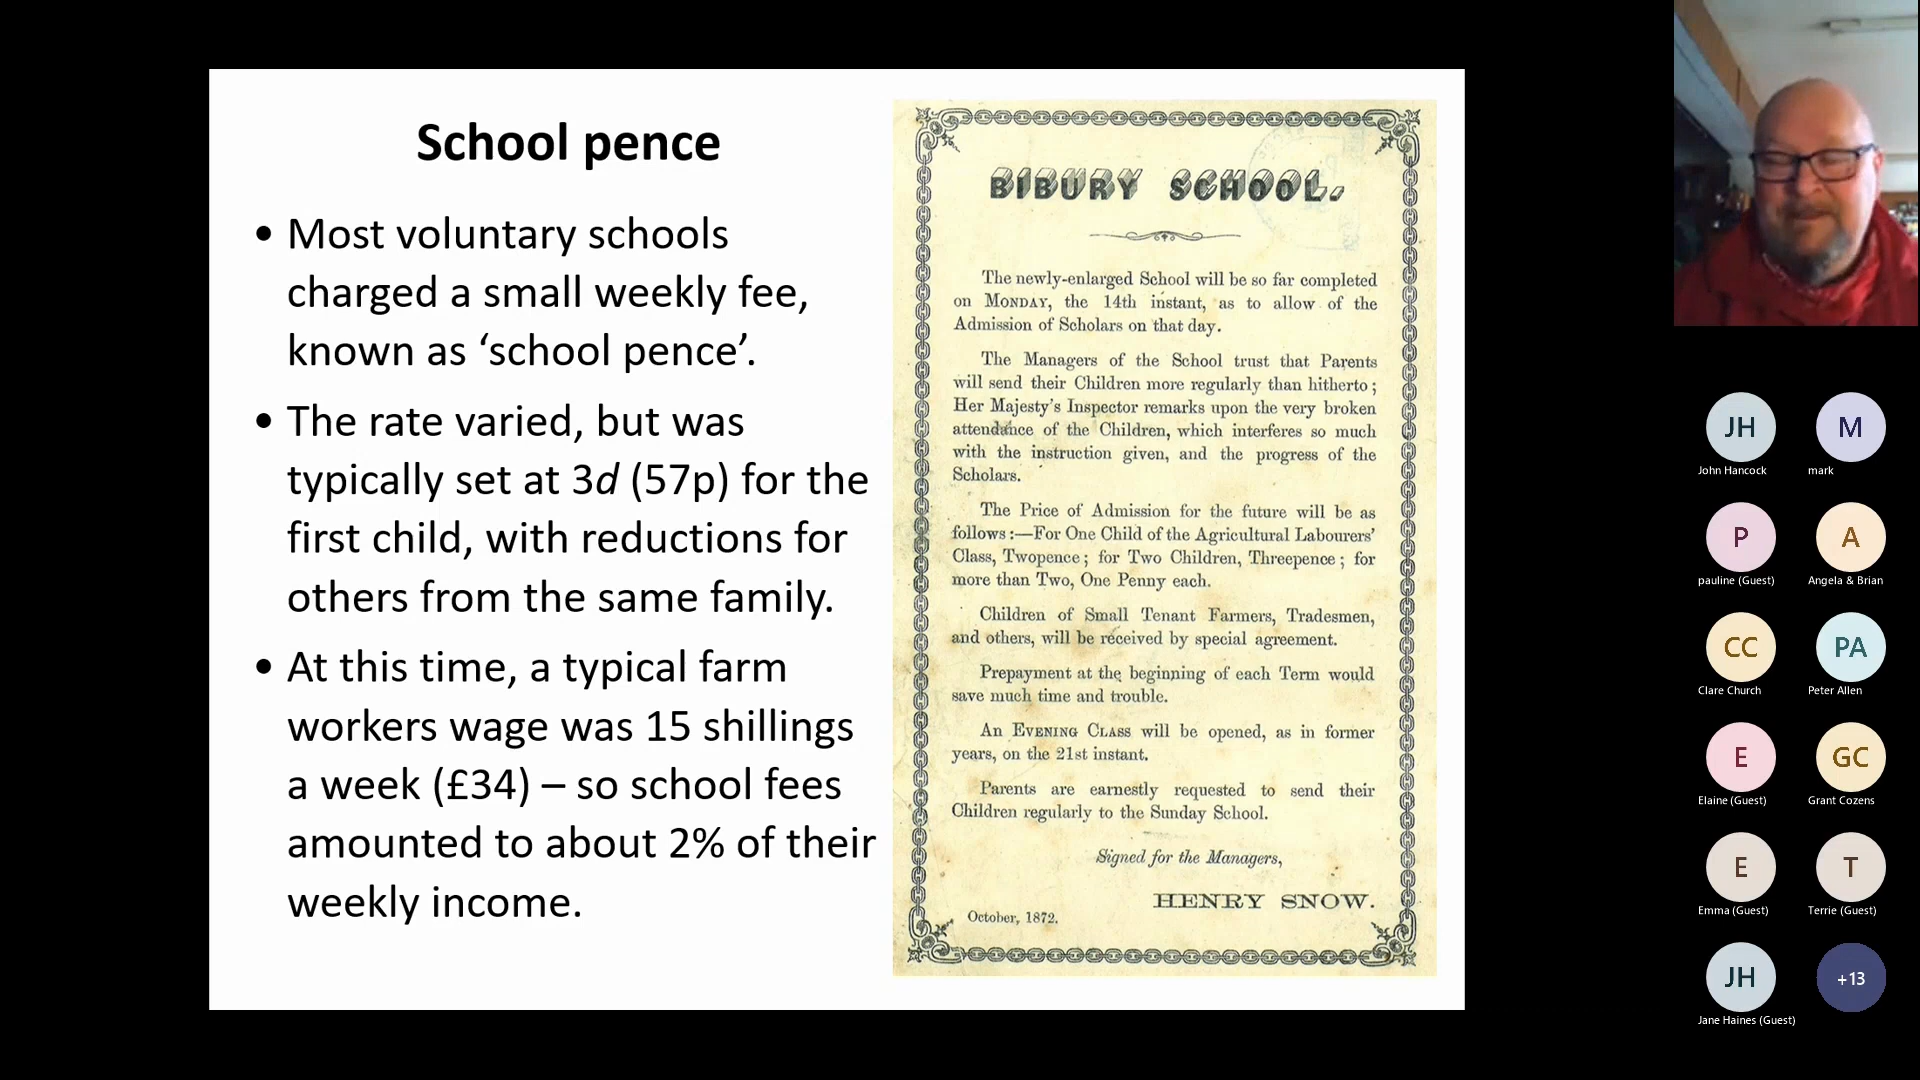 School pence
• Most voluntary schools
charged a small weekly fee,
known as ‘school pence’.
• The rate varied, but was
typically set at 3d (57p) for the
first child, with reductions for
others from the same family.
• At this time, a typical farm
workers wage was 15 shillings
a week (£34) – so school fees
amounted to about 2% of their
weekly income.
BIBURY SCHOOL.
The newly-enlarged School will be so far completed
on MONDAY, the 14th instant, as to allow of the
Admission of Scholars on that day.
The Managers of the School trust that Parents
will send their Children more regularly than hitherto;
Her Majesty's Inspector remarks upon the very broken
attendance of the Children, which interferes so much
with the instruction given, and the progress of the
Scholars.
The Price of Admission for the future will be as
follows:—For One Child of the Agricultural Labourers'
Class, Twopence; for Two Children, Threepence; for
more than Two, One Penny each.
Children of Small Tenant Farmers, Tradesmen,
and others, will be received by special agreement.
Prepayment at the beginning of each Term would
save much time and trouble.
An EVENING CLASS will be opened, as in former
years, on the 21st instant.
Parents are earnestly requested to send their
Children regularly to the Sunday School.
Signed for the Managers,
HENRY SNOW.
October, 1872.
JH
John Hancock
M
mark
P
pauline (Guest)
A
Angela & Brian
CC
Clare Church
PA
Peter Allen
E
Elaine (Guest)
GC
Grant Cozens
E
Emma (Guest)
T
Terrie (Guest)
JH
Jane Haines (Guest)
+13